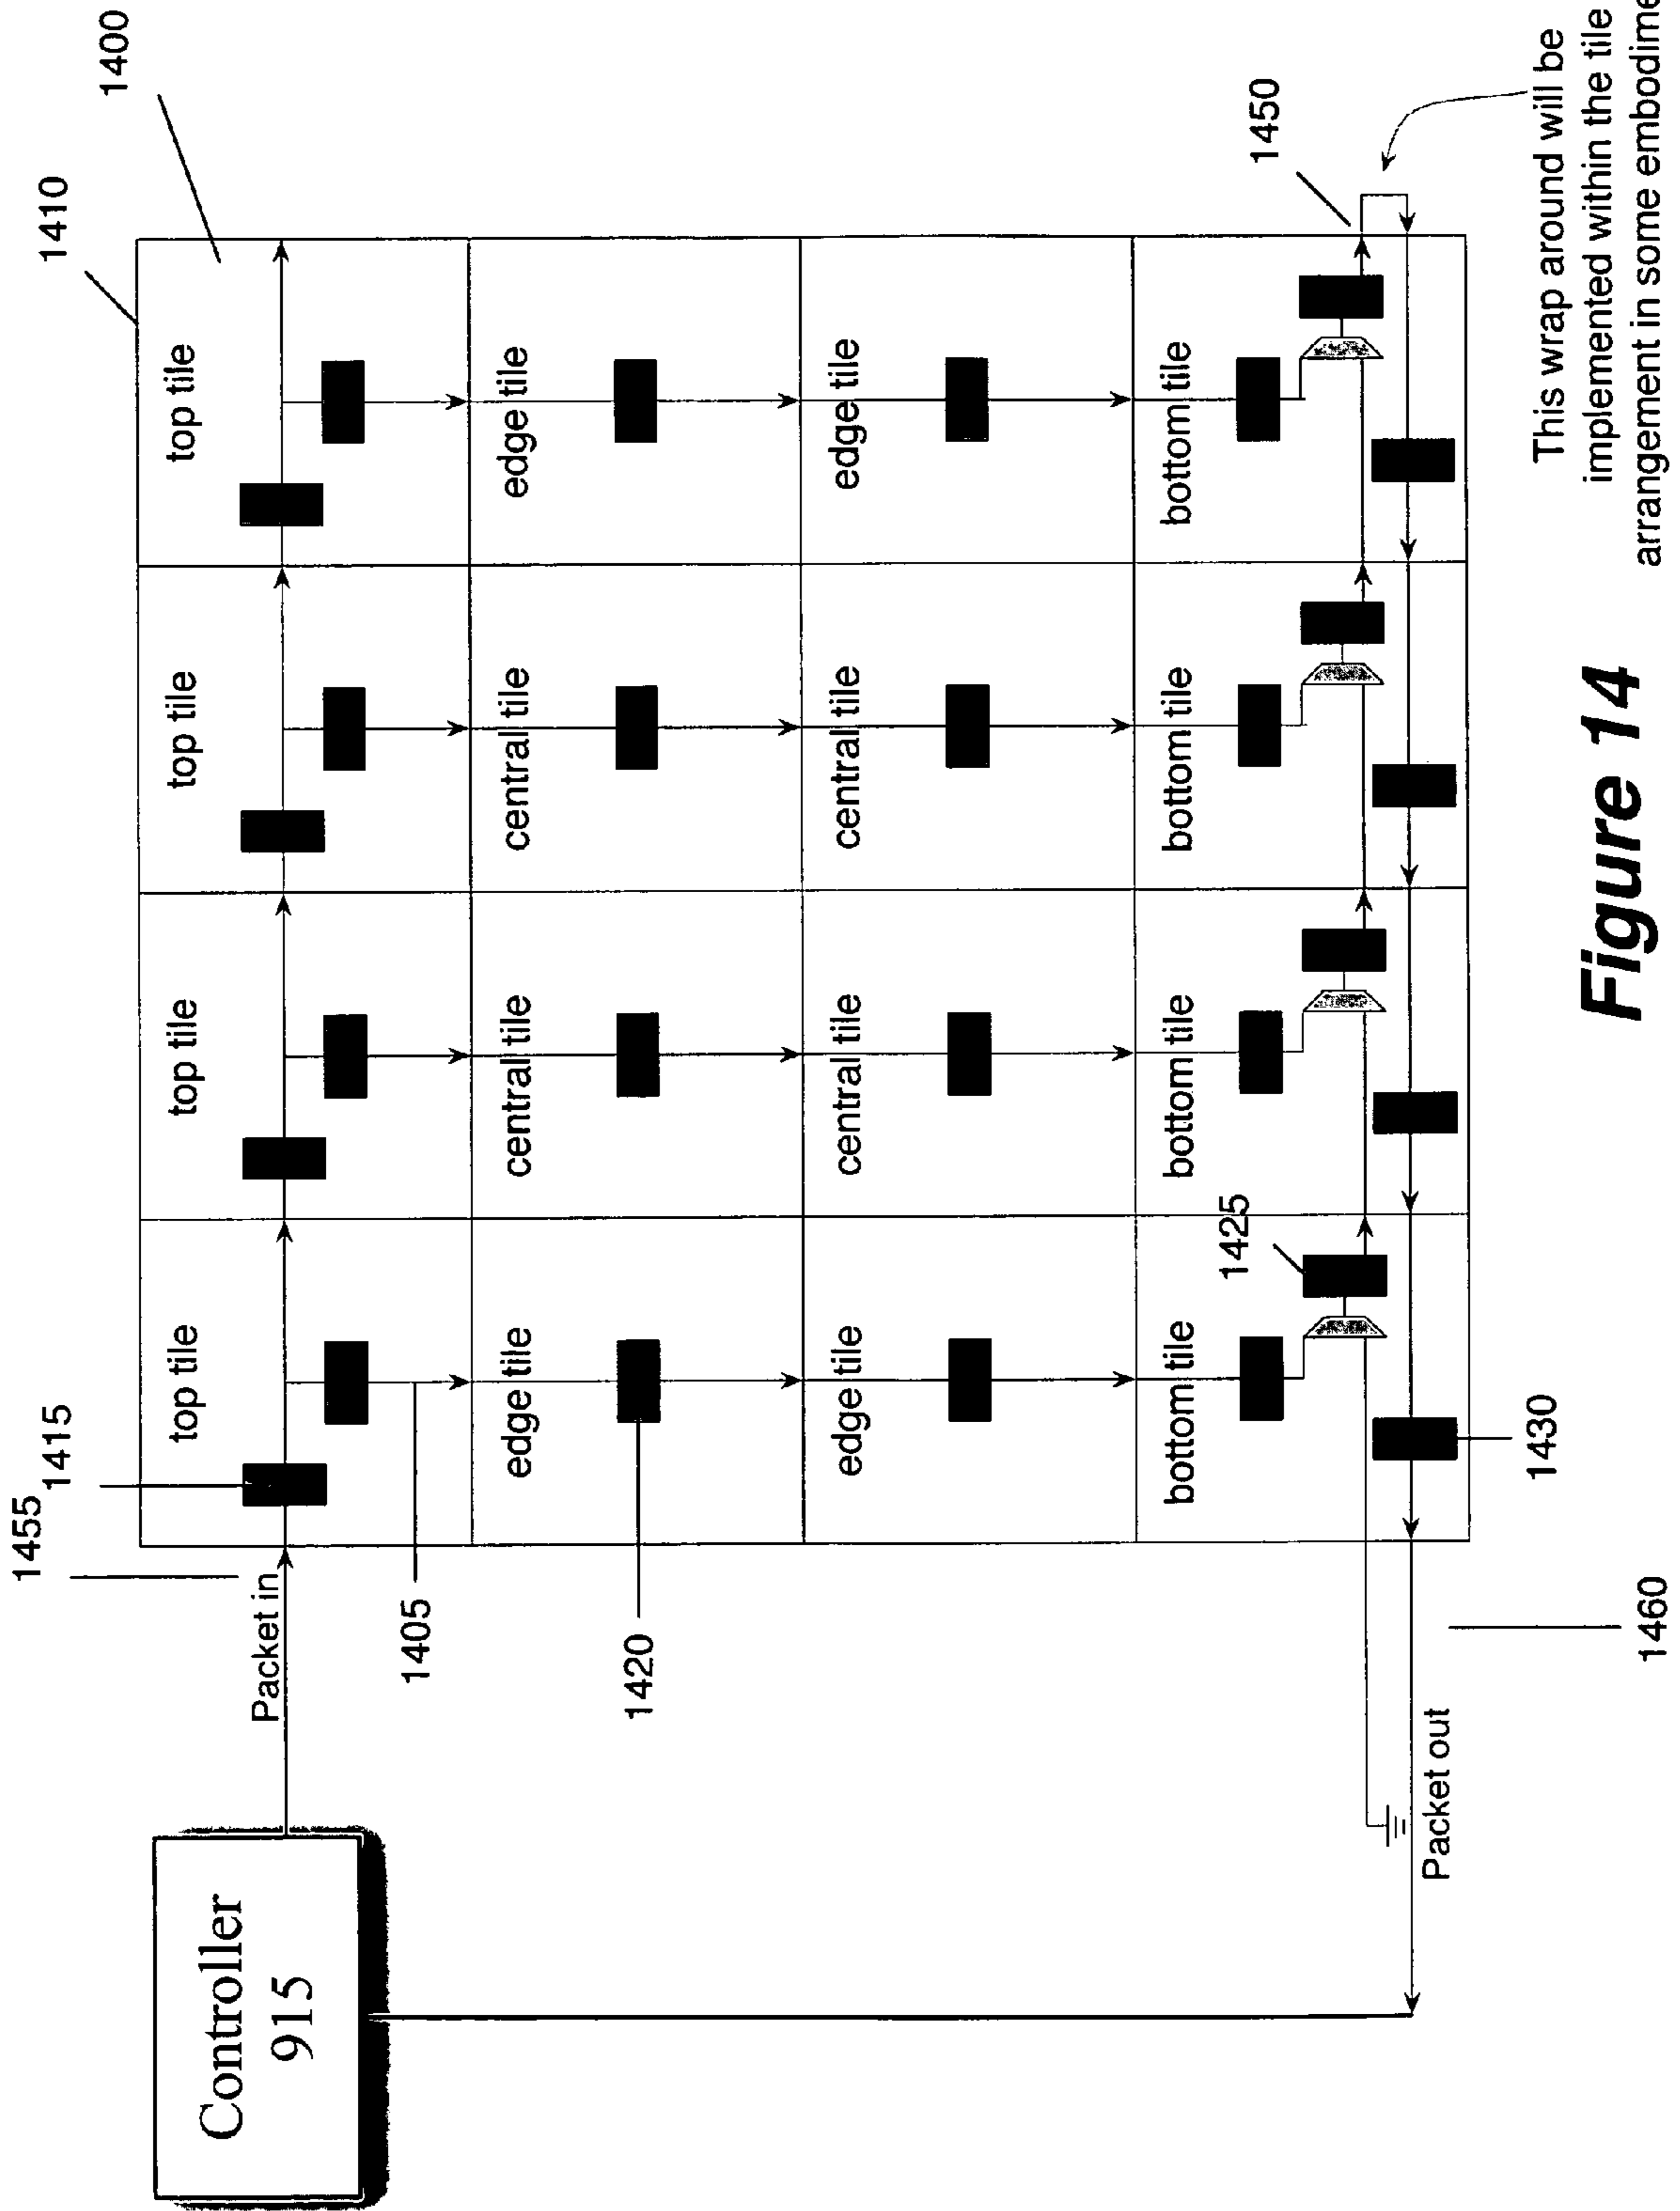 1410
1400
1455
1415
top tile
top tile
top tile
top tile
Controller
915
Packet in
1405
edge tile
central tile
central tile
edge tile
1420
edge tile
central tile
central tile
edge tile
bottom tile
bottom tile
bottom tile
bottom tile
1425
1450
Packet out
1460
1430
This wrap around will be
implemented within the tile
arrangement in some
Figure 14